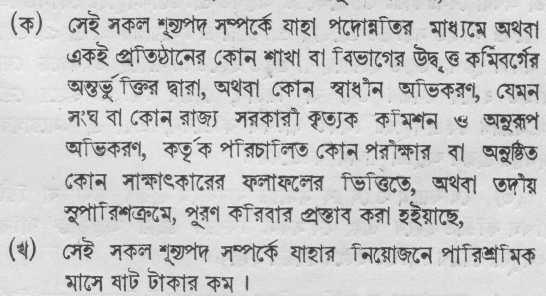 (ক) সেই সকল শূন্যপদ সম্পর্কে যাহা পদোন্নতির মাধ্যমে অথবা
একই প্রতিষ্ঠানের কোন শাখা বা বিভাগের উদ্বৃত্ত কর্মিবর্গের
অন্তর্ভুক্তির দ্বারা, অথবা কোন স্বাধীন অভিকরণ, যেমন
সংঘ বা কোন রাজ্য সরকারী কৃত্যক কমিশন ও অনুরূপ
অভিকরণ, কর্তৃক পরিচালিত কোন পরীক্ষার বা অনুষ্ঠিত
কোন সাক্ষাৎকারের ফলাফলের ভিত্তিতে, অথবা তদীয়
সুপারিশক্রমে, পূরণ করিবার প্রস্তাব করা হইয়াছে,
(খ) সেই সকল শূন্যপদ সম্পর্কে যাহার নিয়োজনে পারিশ্রমিক
মাসে ষাট টাকার কম।